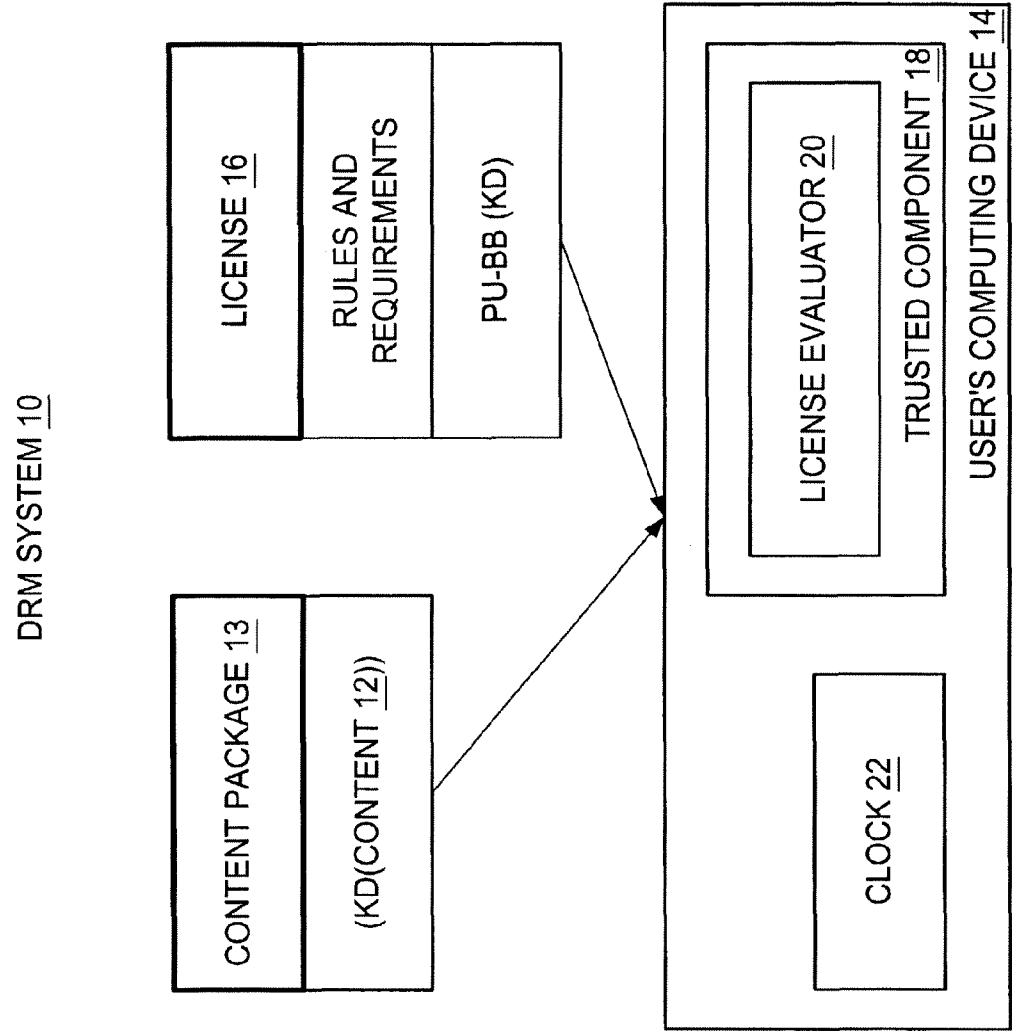 DRM SYSTEM 10
CONTENT PACKAGE 13
(KD(CONTENT 12))
LICENSE 16
RULES AND
REQUIREMENTS
PU-BB (KD)
CLOCK 22
LICENSE EVALUATOR 20
TRUSTED COMPONENT 18
USER'S COMPUTING DEVICE 14